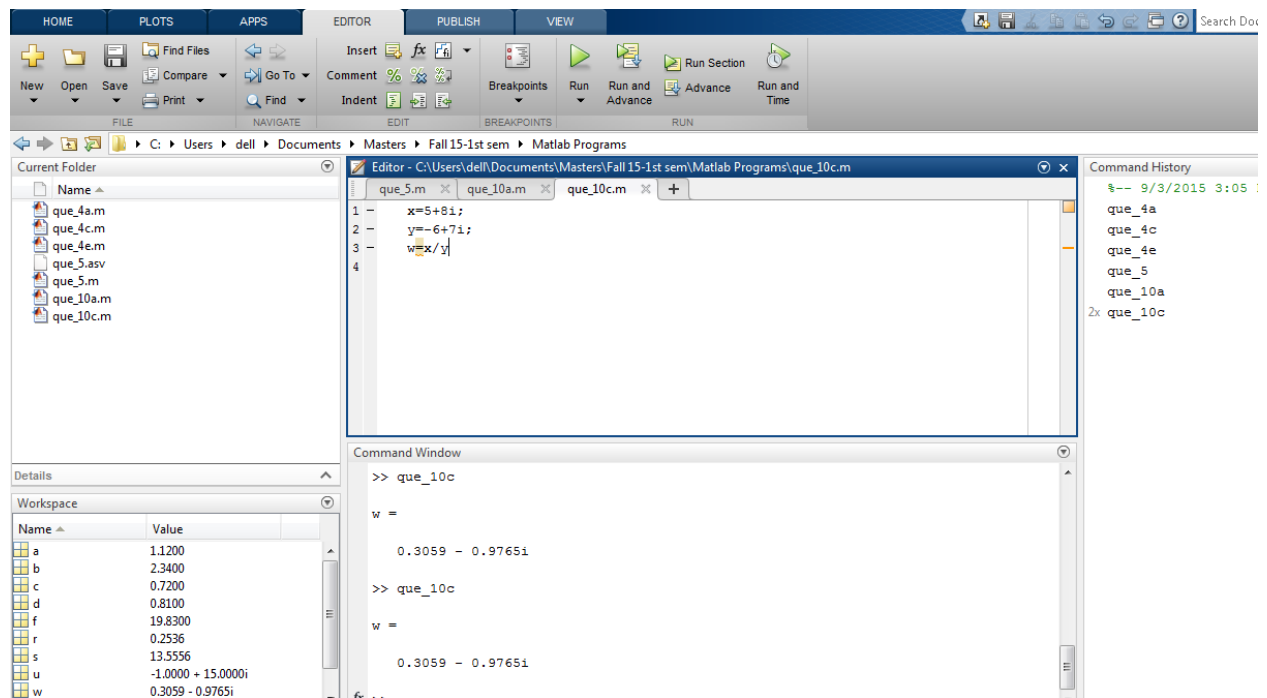 HOME PLOTS APPS EDITOR PUBLISH VIEW
Search Doc
Find Files
Compare
Print
New Open Save
Go To
Find
Insert fx
Comment
Indent
Breakpoints
Run
Run and Advance
Run Section
Advance
Run and Time
FILE NAVIGATE EDIT BREAKPOINTS RUN
C: Users dell Documents Masters Fall 15-1st sem Matlab Programs
Current Folder
Name
que_4a.m
que_4c.m
que_4e.m
que_5.asv
que_5.m
que_10a.m
que_10c.m
Details
Workspace
Name Value
a 1.1200
b 2.3400
c 0.7200
d 0.8100
f 19.8300
r 0.2536
s 13.5556
u -1.0000 + 15.0000i
w 0.3059 - 0.9765i
Editor - C:\Users\dell\Documents\Masters\Fall 15-1st sem\Matlab Programs\que_10c.m
que_5.m que_10a.m que_10c.m +
1 - x=5+8i;
2 - y=-6+7i;
3 - w=x/y
4
Command Window
>> que_10c
w =
0.3059 - 0.9765i
>> que_10c
w =
0.3059 - 0.9765i
fx >>
Command History
%-- 9/3/2015 3:05
que_4a
que_4c
que_4e
que_5
que_10a
2x que_10c